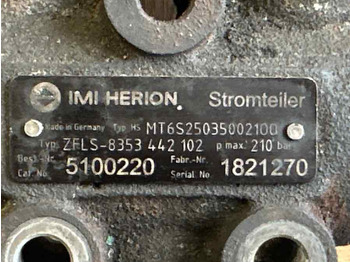 IMI HERION. Stromteiler
Made in Germany Typ HS MT6S25035002100
Typ. ZFLS-8353 442 102 p max. 210 bar
Best.-Nr. Fabr.-Nr.
5100220 1821270
Cat. No. Serial No.